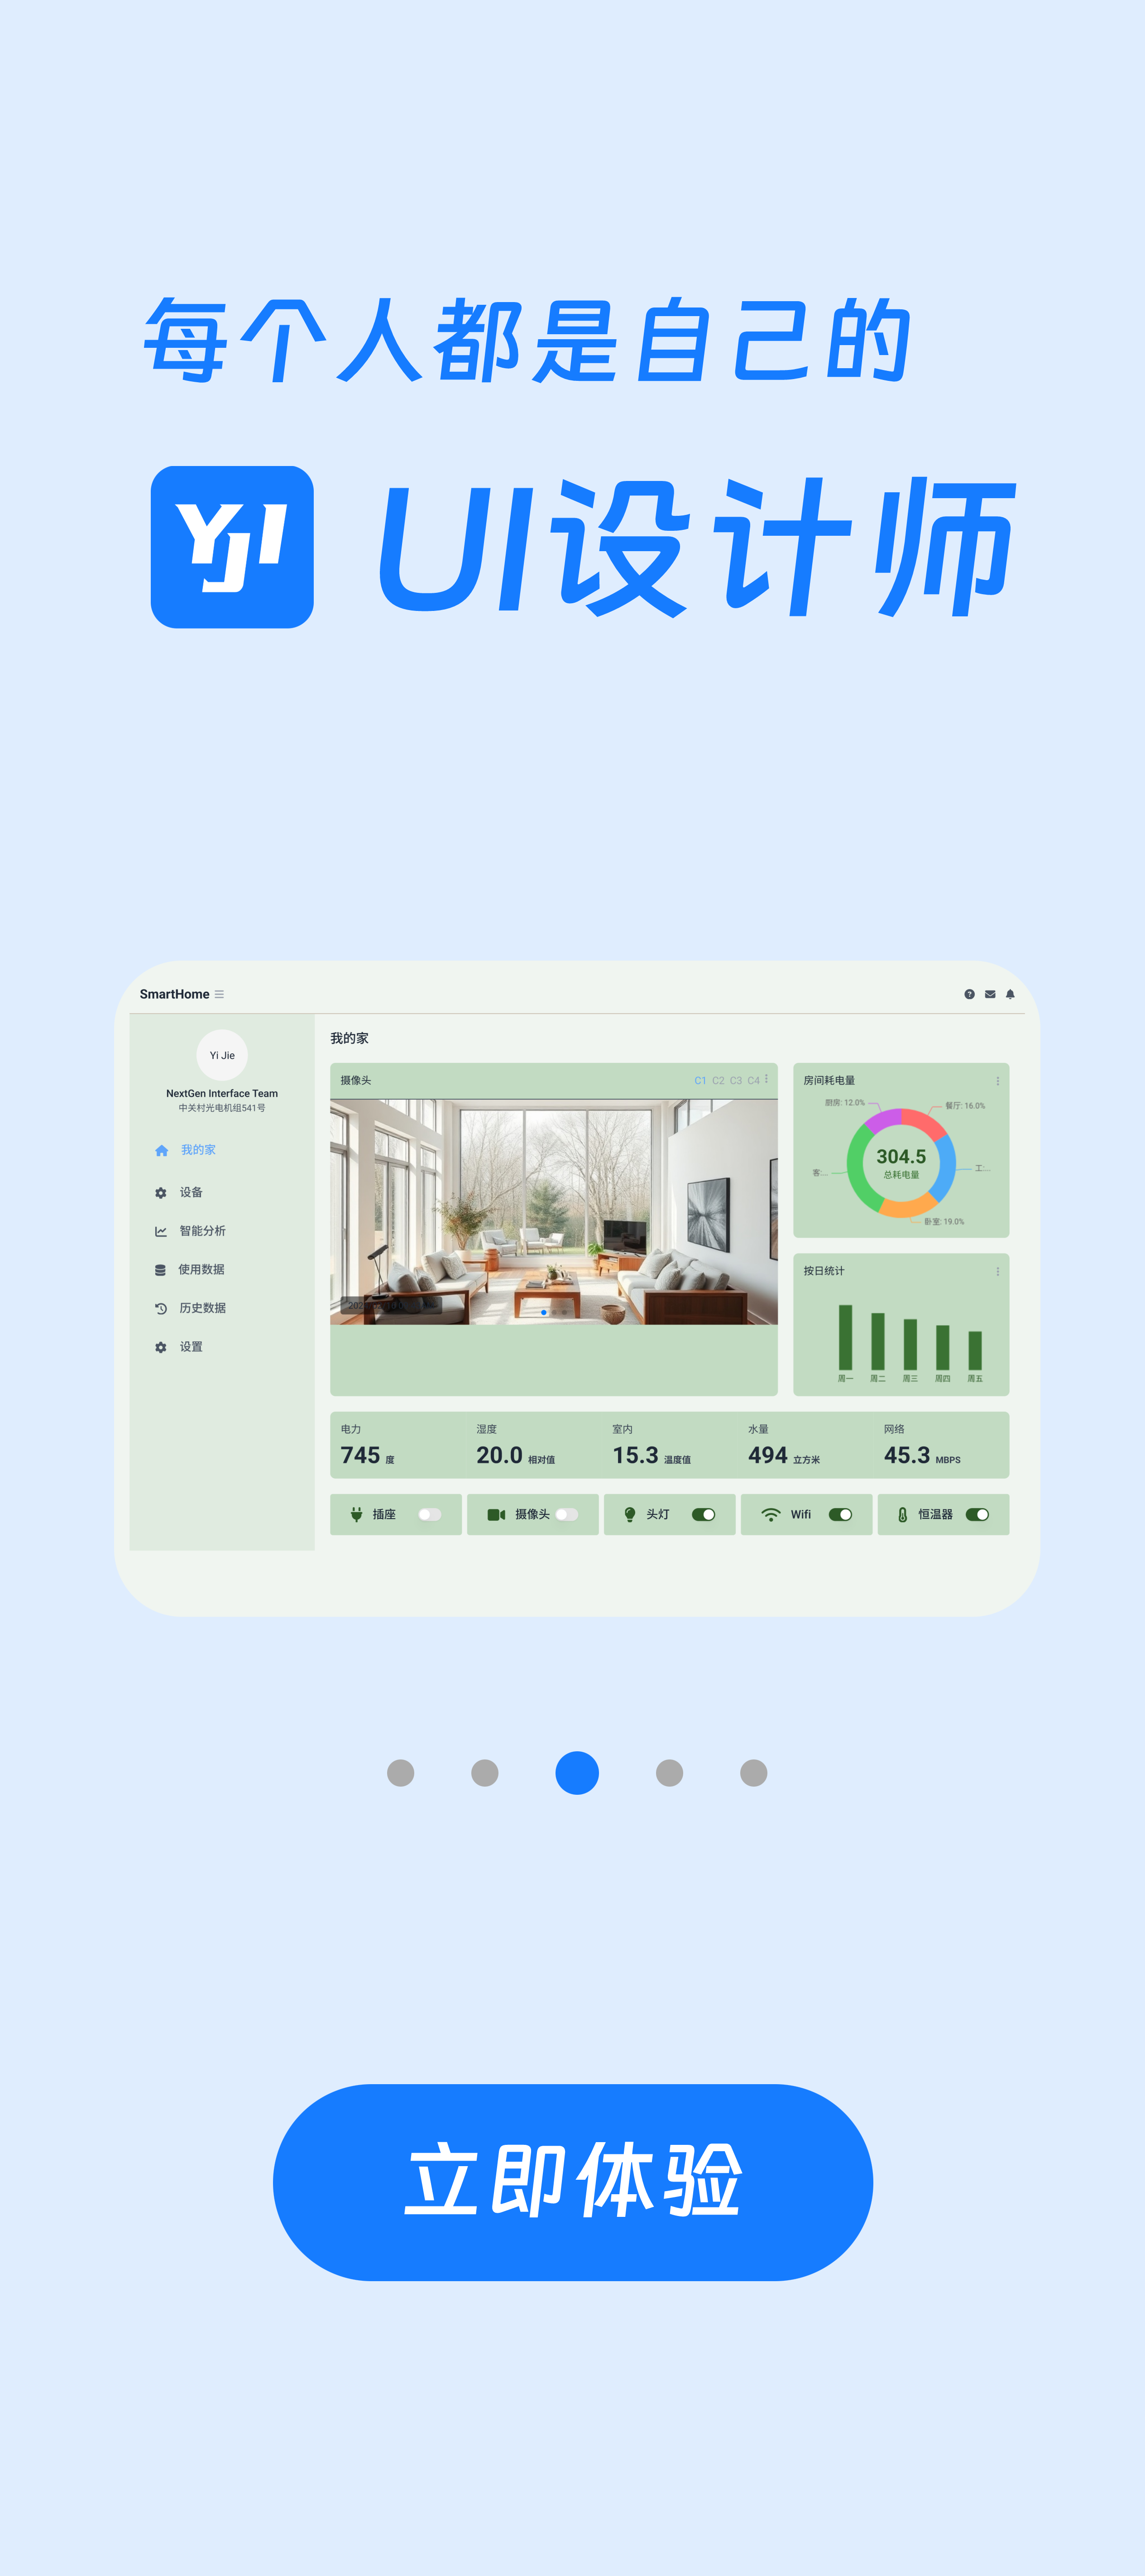 每个人都是自己的
YJI UI设计师
SmartHome
Yi Jie
NextGen Interface Team
中关村光电机组541号
我的家
设备
智能分析
使用数据
历史数据
设置
我的家
摄像头 C1 C2 C3 C4
房间耗电量
厨房: 12.0%
餐厅: 16.0%
304.5
总耗电量
客...
工...
卧室: 19.0%
按日统计
周一 周二 周三 周四 周五
电力 湿度 室内 水量 网络
745 度 20.0 相对值 15.3 温度值 494 立方米 45.3 MBPS
插座 摄像头 头灯 Wifi 恒温器
立即体验